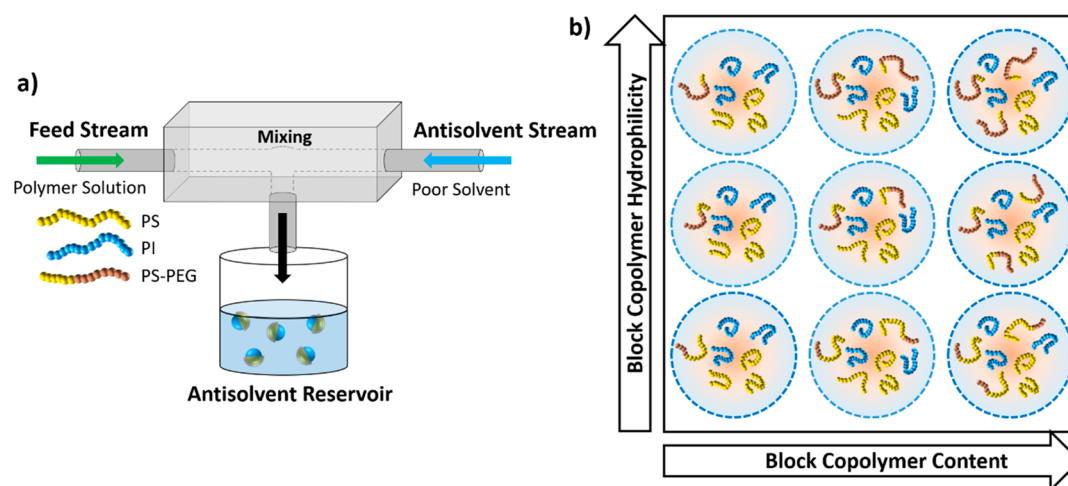 a)
Feed Stream
Mixing
Antisolvent Stream
Polymer Solution
Poor Solvent
PS
PI
PS-PEG
Antisolvent Reservoir
b)
Block Copolymer Hydrophilicity
Block Copolymer Content